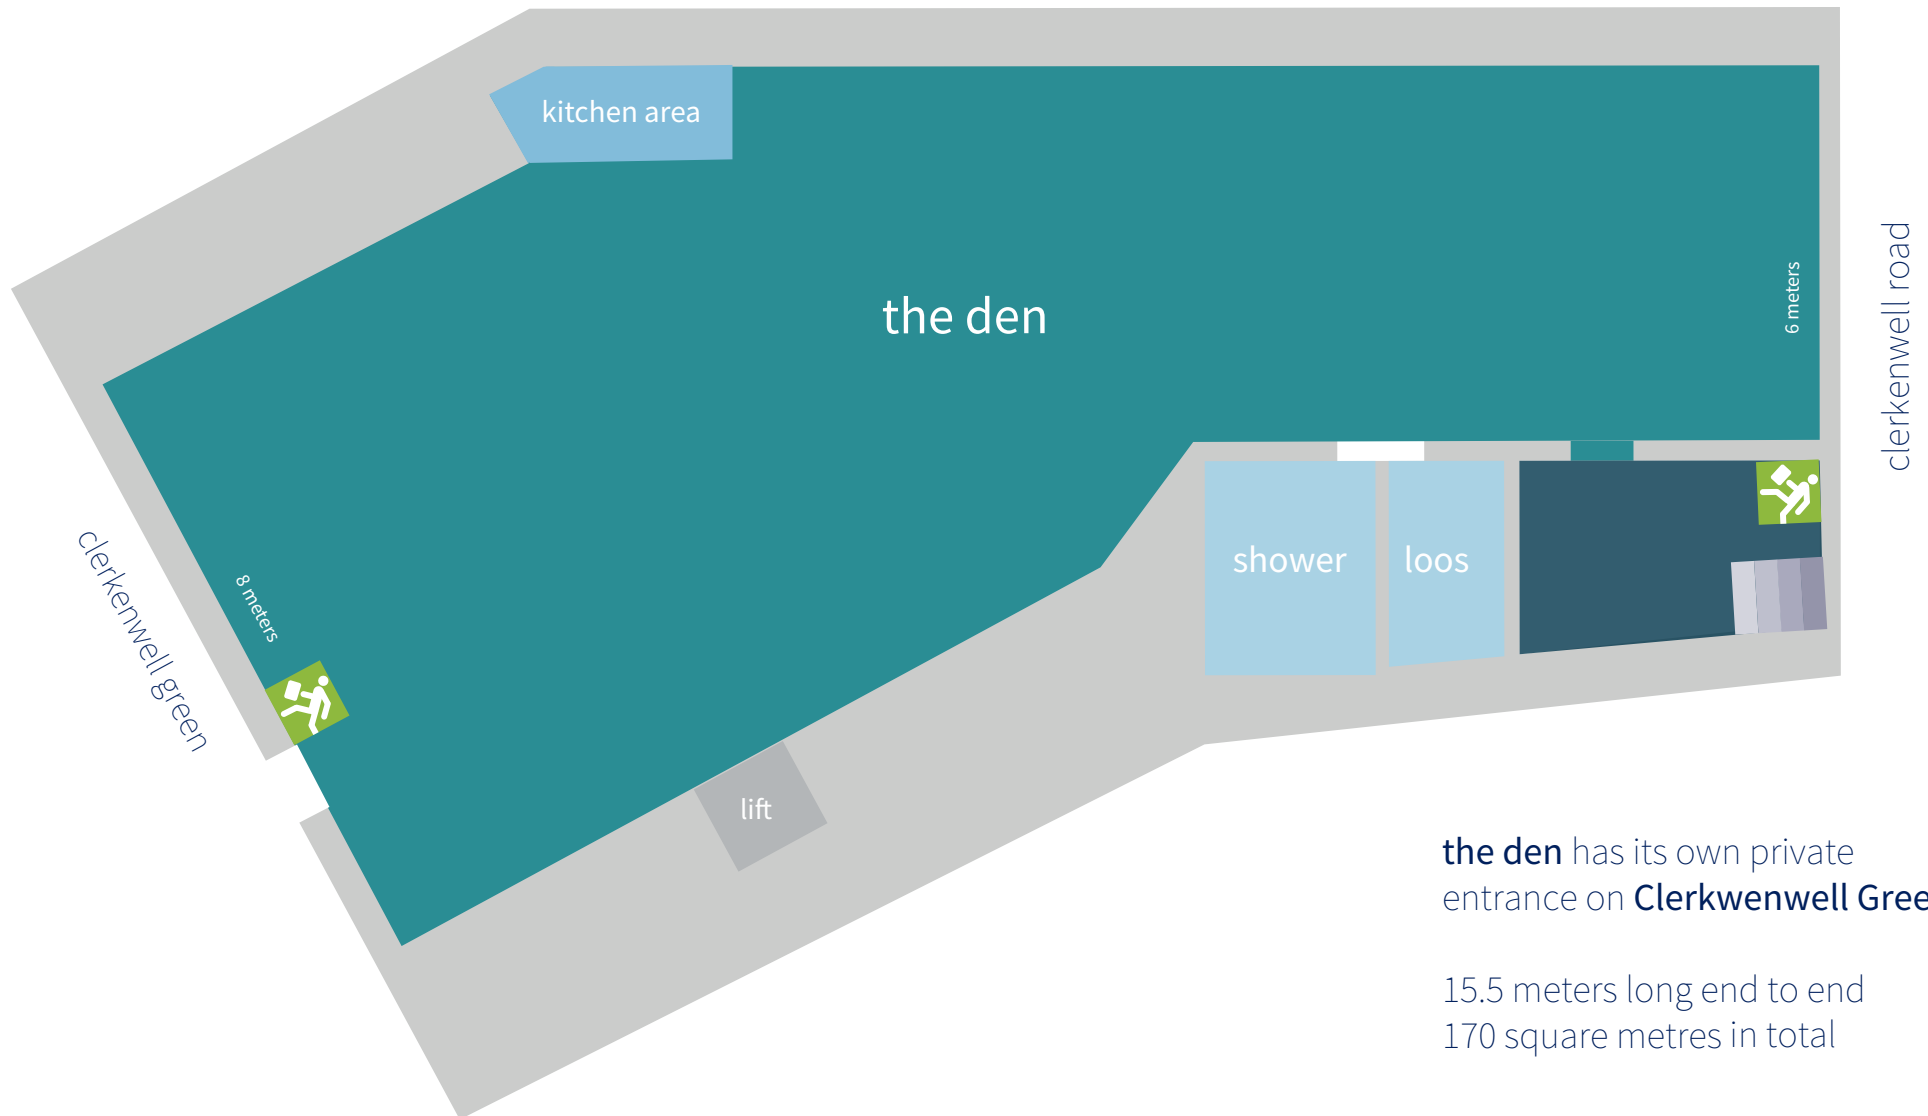 kitchen area
the den
6 meters
clerkenwell road
clerkenwell green
8 meters
shower
loos
lift
the den has its own private
entrance on Clerkwenwell Gree
15.5 meters long end to end
170 square metres in total